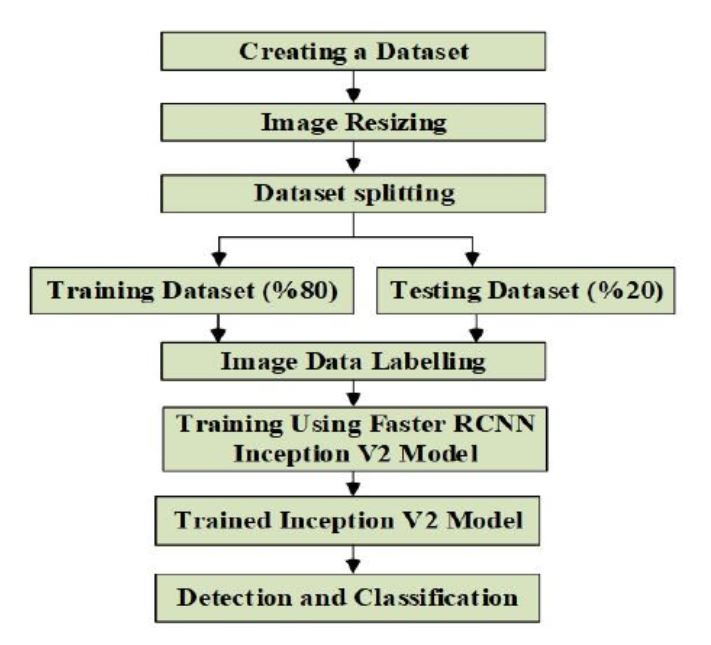 Creating a Dataset
Image Resizing
Dataset splitting
Training Dataset (%80)
Testing Dataset (%20)
Image Data Labelling
Training Using Faster RCNN
Inception V2 Model
Trained Inception V2 Model
Detection and Classification